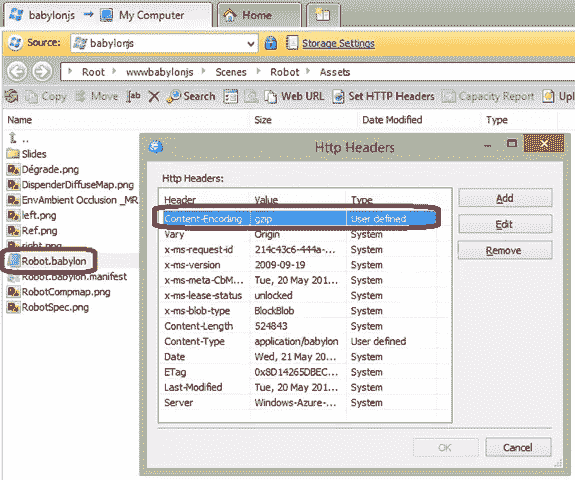 babylonjs → My Computer Home
Source: babylonjs Storage Settings
Root wwwbabylonjs Scenes Robot Assets
Copy Move Search Web URL Set HTTP Headers Capacity Report Upl
Name Size Date Modified Type
..
Slides
Dégrade.png
DispenderDiffuseMap.png
EnvAmbient Occlusion _MR
left.png
Ref.png
right.png
Robot.babylon
Robot.babylon.manifest
RobotCompmap.png
RobotSpec.png
Http Headers
Http Headers:
Header Value Type
Content-Encoding gzip User defined
Vary Origin System
x-ms-request-id 214c43c6-444a-... System
x-ms-version 2009-09-19 System
x-ms-meta-CbM... Tue, 20 May 201... System
x-ms-lease-status unlocked System
x-ms-blob-type BlockBlob System
Content-Length 524843 System
Content-Type application/babylon User defined
Date Wed, 21 May 20... System
ETag 0x8D14265DBEC... System
Last-Modified Tue, 20 May 201... System
Server Windows-Azure-... System
Add
Edit
Remove
OK Cancel